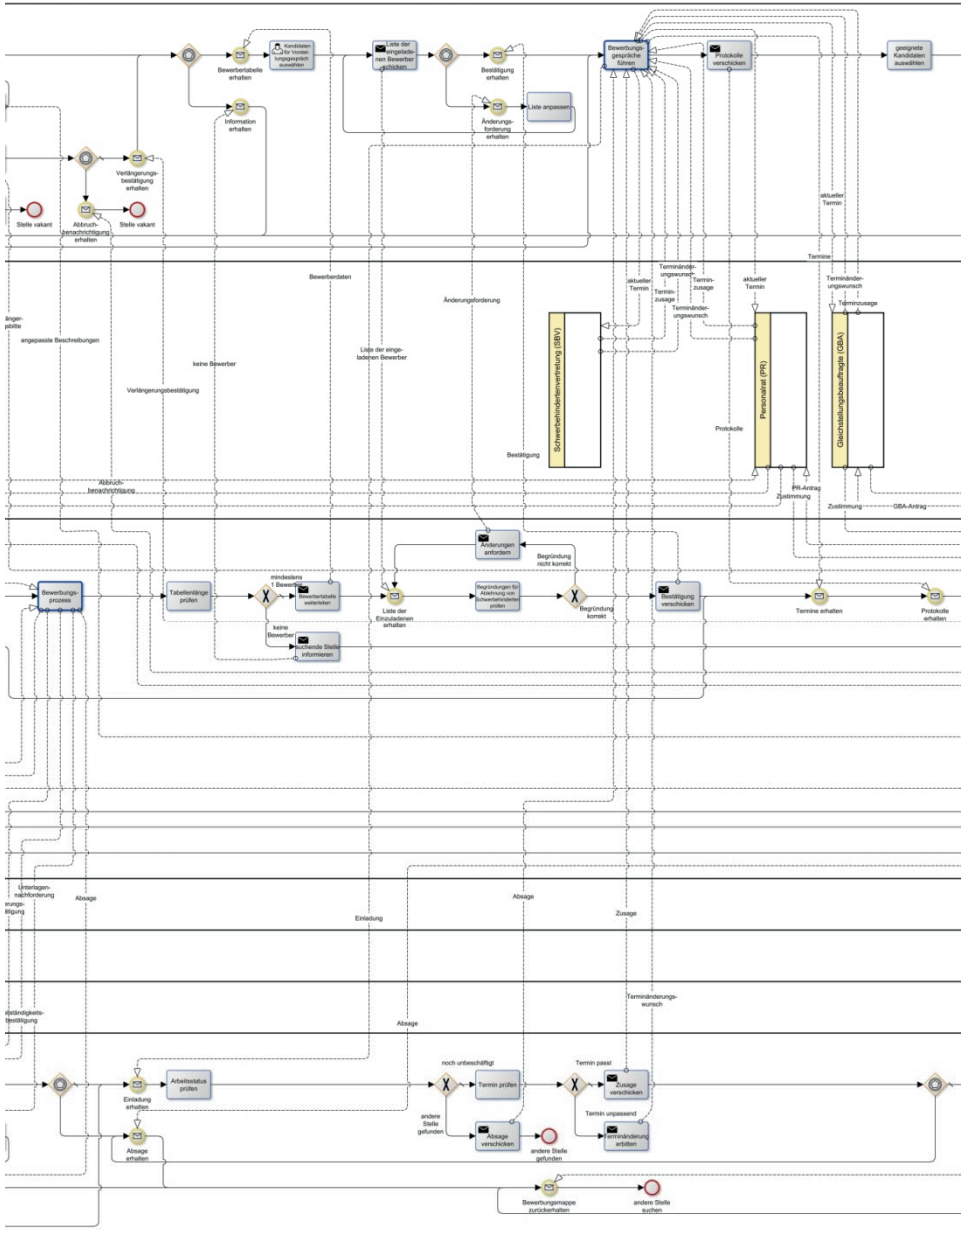 Kandidaten
für Vorstel-
lungsgespräch
auswählen
Bewerbertabelle
erhalten
Liste der
eingelade-
nen Bewerber
schicken
Bestätigung
erhalten
Bewerbungs-
gespräche
führen
Protokolle
verschicken
geeignete
Kandidaten
auswählen
Information
erhalten
Änderungs-
forderung
erhalten
Liste anpassen
Verlängerungs-
bestätigung
erhalten
Stelle vakant
Abbruch-
benachrichtigung
erhalten
Stelle vakant
aktueller
Termin
Termine
Bewerberdaten
aktueller
Termin
Termin-
zusage
Terminänder-
ungswunsch
Terminänder-
ungswunsch
Termin-
zusage
aktueller
Termin
Terminänder-
ungswunsch
Terminzusage
Änderungsforderung
angepasste Beschreibungen
keine Bewerber
Liste der einge-
ladenen Bewerber
Verlängerungsbestätigung
Schwerbehindertenvertretung (SBV)
Personalrat (PR)
Gleichstellungsbeauftragte (GBA)
Protokolle
Bestätigung
Abbruch-
benachrichtigung
PR-Antrag
Zustimmung
Zustimmung
GBA-Antrag
Änderungen
anfordern
Begründung
nicht korrekt
Bewerbungs-
prozess
Tabellenlänge
prüfen
mindestens
1 Bewerber
Bewerbertabelle
weiterleiten
Liste der
Einzuladenen
erhalten
Begründungen für
Ablehnung von
Schwerbehinderten
prüfen
Begründung
korrekt
Bestätigung
verschicken
Termine erhalten
Protokolle
erhalten
keine
Bewerber
suchende Stelle
informieren
Unterlagen-
nachforderung
Absage
Einladung
Absage
Zusage
Terminänderungs-
wunsch
Absage
noch unbeschäftigt
Termin passt
Einladung
erhalten
Arbeitsstatus
prüfen
Termin prüfen
Zusage
verschicken
andere
Stelle
gefunden
Termin unpassend
Absage
erhalten
Absage
verschicken
andere Stelle
gefunden
Terminänderung
erbitten
Bewerbungsmappe
zurückerhalten
andere Stelle
suchen